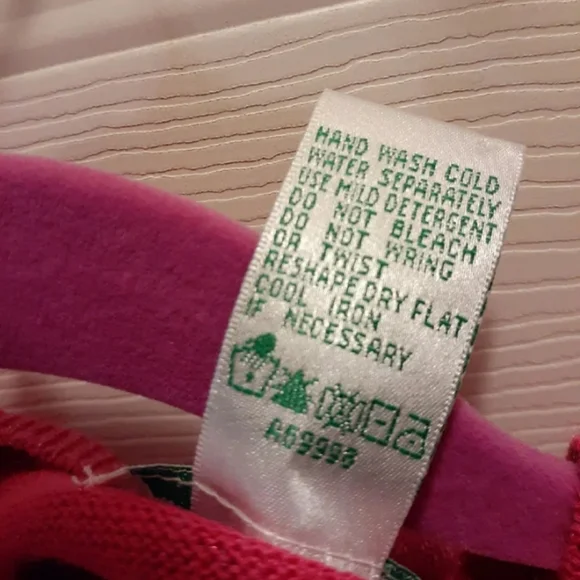 HAND WASH COLD
WATER SEPARATELY
USE MILD DETERGENT
DO NOT BLEACH
DO NOT WRING
OR TWIST
RESHAPE DRY FLAT
COOL IRON
IF NECESSARY